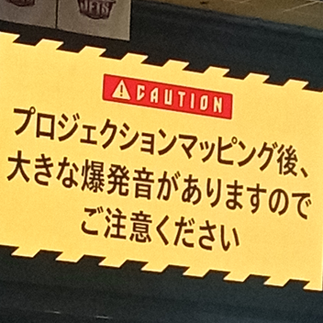 JETS
CAUTION
プロジェクションマッピング後、
大きな爆発音がありますので
ご注意ください